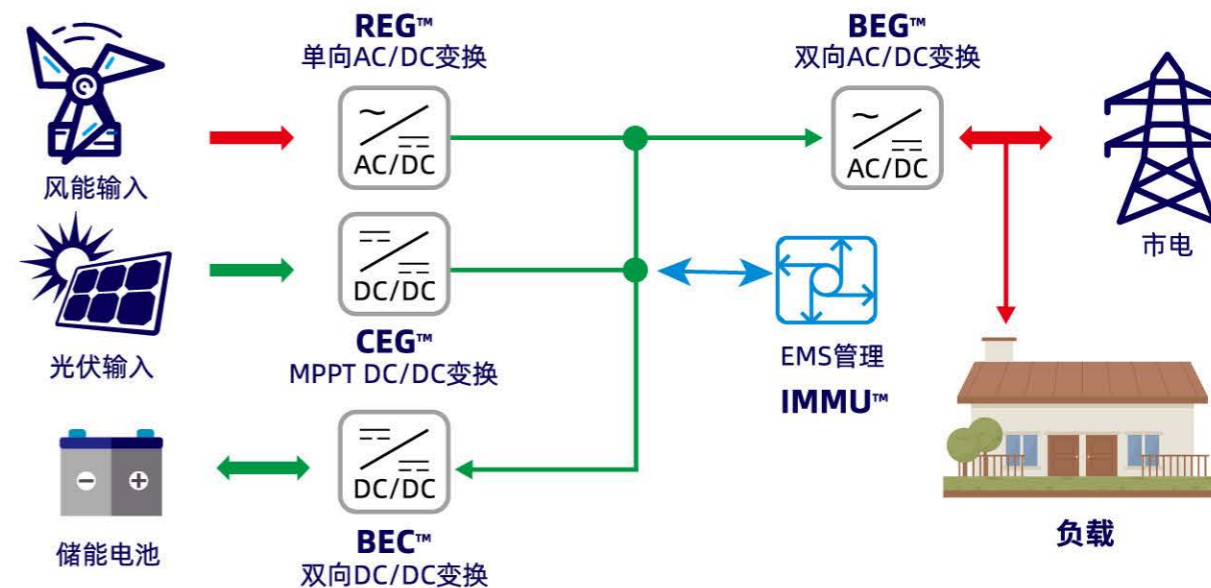 REG™
单向AC/DC变换
BEG™
双向AC/DC变换
~
AC/DC
~
AC/DC
风能输入
市电
DC/DC
CEG™
MPPT DC/DC变换
光伏输入
EMS管理
IMMU™
DC/DC
BEC™
双向DC/DC变换
− +
储能电池
负载